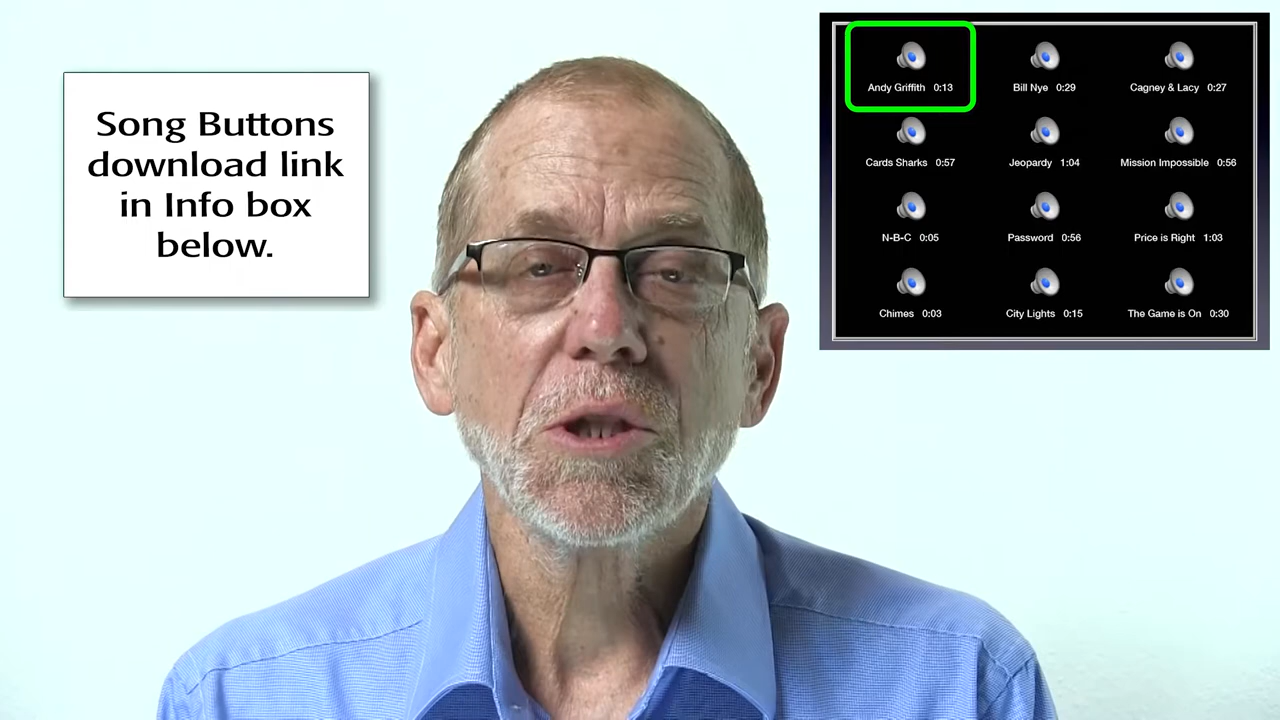 Song Buttons
download link
in Info box
below.
Andy Griffith 0:13
Bill Nye 0:29
Cagney & Lacy 0:27
Cards Sharks 0:57
Jeopardy 1:04
Mission Impossible 0:56
N-B-C 0:05
Password 0:56
Price is Right 1:03
Chimes 0:03
City Lights 0:15
The Game is On 0:30